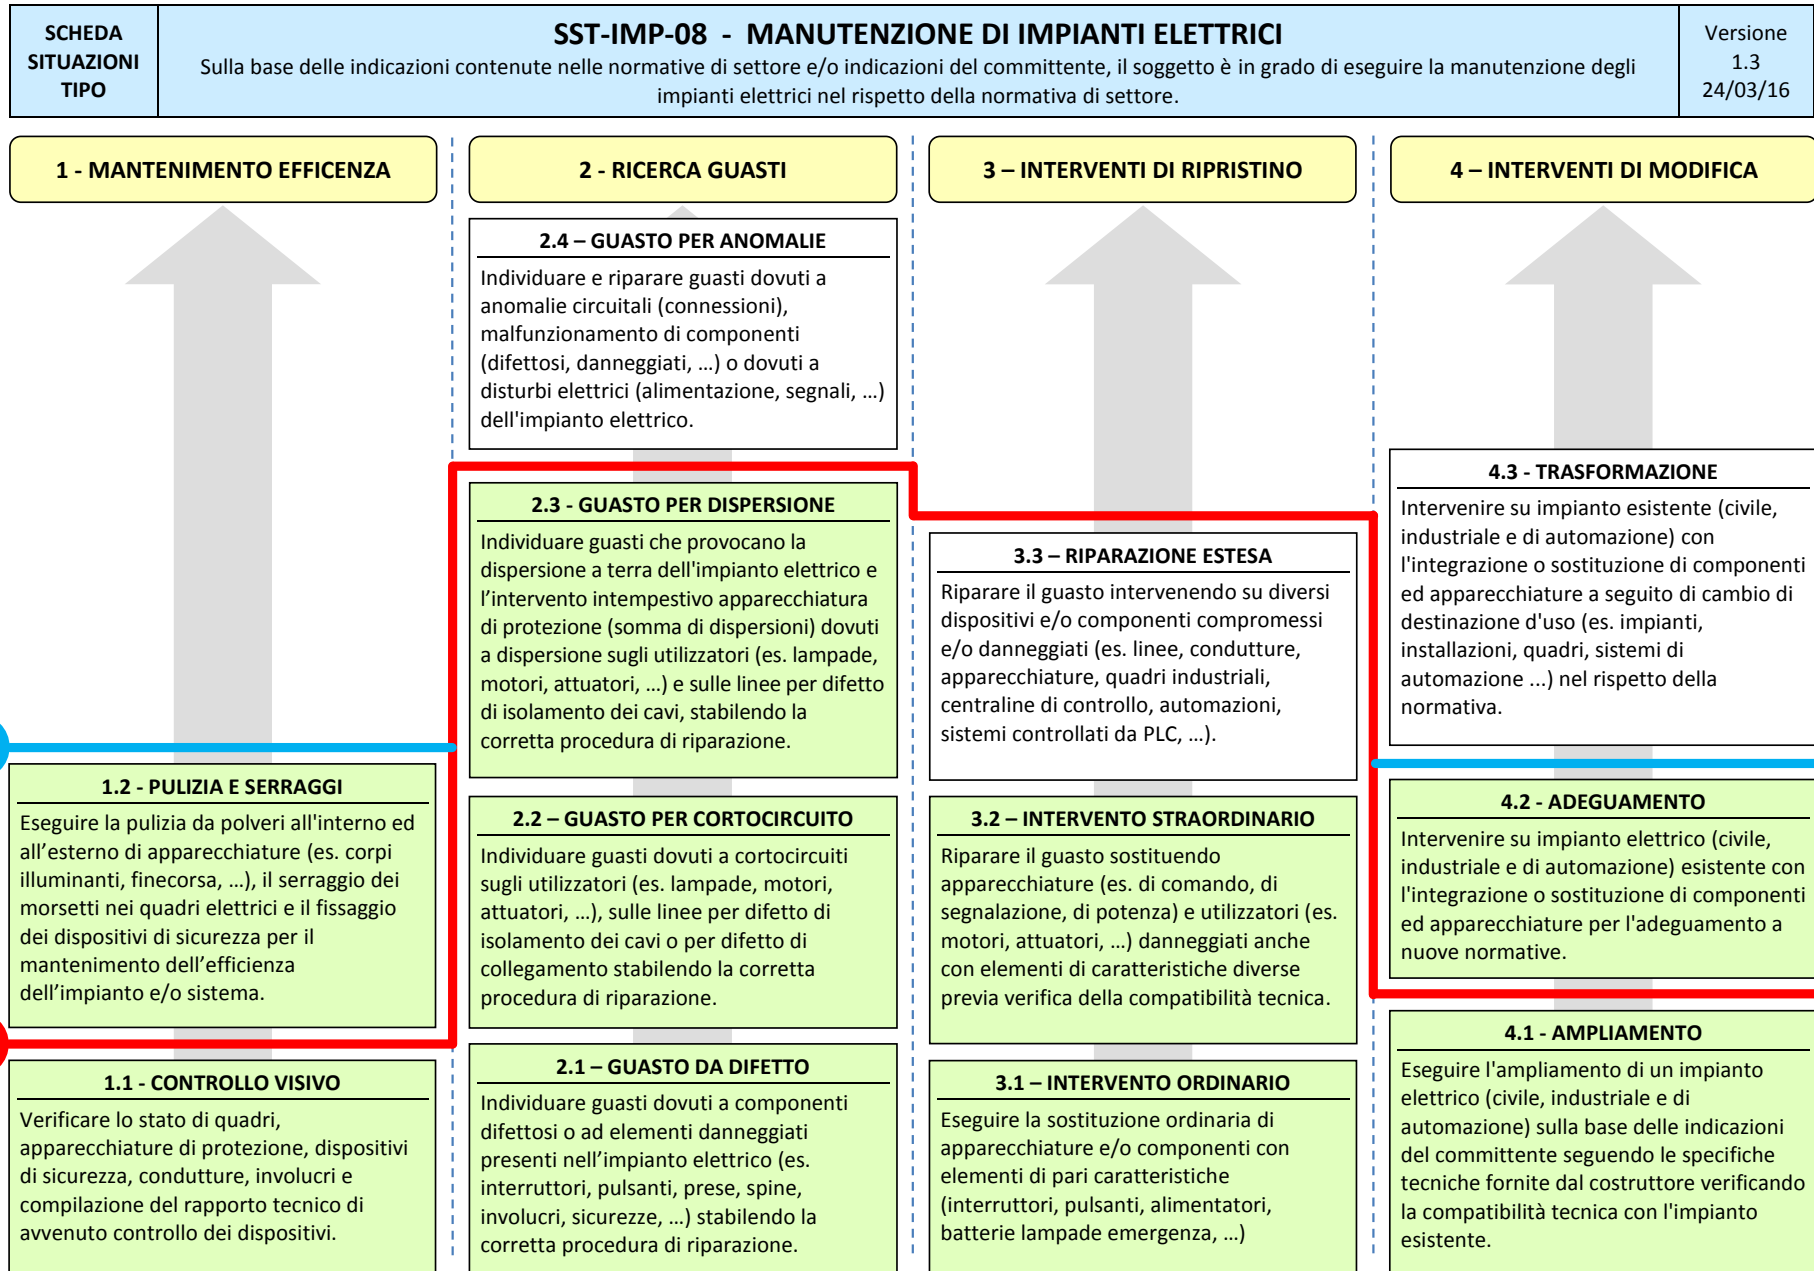 SCHEDA
SITUAZIONI
TIPO
SST-IMP-08 - MANUTENZIONE DI IMPIANTI ELETTRICI
Sulla base delle indicazioni contenute nelle normative di settore e/o indicazioni del committente, il soggetto è in grado di eseguire la manutenzione degli
impianti elettrici nel rispetto della normativa di settore.
Versione
1.3
24/03/16
1 - MANTENIMENTO EFFICENZA
1.2 - PULIZIA E SERRAGGI
Eseguire la pulizia da polveri all'interno ed
all’esterno di apparecchiature (es. corpi
illuminanti, finecorsa, …), il serraggio dei
morsetti nei quadri elettrici e il fissaggio
dei dispositivi di sicurezza per il
mantenimento dell’efficienza
dell’impianto e/o sistema.
1.1 - CONTROLLO VISIVO
Verificare lo stato di quadri,
apparecchiature di protezione, dispositivi
di sicurezza, condutture, involucri e
compilazione del rapporto tecnico di
avvenuto controllo dei dispositivi.
2 - RICERCA GUASTI
2.4 – GUASTO PER ANOMALIE
Individuare e riparare guasti dovuti a
anomalie circuitali (connessioni),
malfunzionamento di componenti
(difettosi, danneggiati, …) o dovuti a
disturbi elettrici (alimentazione, segnali, …)
dell'impianto elettrico.
2.3 - GUASTO PER DISPERSIONE
Individuare guasti che provocano la
dispersione a terra dell'impianto elettrico e
l’intervento intempestivo apparecchiatura
di protezione (somma di dispersioni) dovuti
a dispersione sugli utilizzatori (es. lampade,
motori, attuatori, …) e sulle linee per difetto
di isolamento dei cavi, stabilendo la
corretta procedura di riparazione.
2.2 – GUASTO PER CORTOCIRCUITO
Individuare guasti dovuti a cortocircuiti
sugli utilizzatori (es. lampade, motori,
attuatori, …), sulle linee per difetto di
isolamento dei cavi o per difetto di
collegamento stabilendo la corretta
procedura di riparazione.
2.1 – GUASTO DA DIFETTO
Individuare guasti dovuti a componenti
difettosi o ad elementi danneggiati
presenti nell’impianto elettrico (es.
interruttori, pulsanti, prese, spine,
involucri, sicurezze, …) stabilendo la
corretta procedura di riparazione.
3 – INTERVENTI DI RIPRISTINO
3.3 – RIPARAZIONE ESTESA
Riparare il guasto intervenendo su diversi
dispositivi e/o componenti compromessi
e/o danneggiati (es. linee, condutture,
apparecchiature, quadri industriali,
centraline di controllo, automazioni,
sistemi controllati da PLC, …).
3.2 – INTERVENTO STRAORDINARIO
Riparare il guasto sostituendo
apparecchiature (es. di comando, di
segnalazione, di potenza) e utilizzatori (es.
motori, attuatori, …) danneggiati anche
con elementi di caratteristiche diverse
previa verifica della compatibilità tecnica.
3.1 – INTERVENTO ORDINARIO
Eseguire la sostituzione ordinaria di
apparecchiature e/o componenti con
elementi di pari caratteristiche
(interruttori, pulsanti, alimentatori,
batterie lampade emergenza, …)
4 – INTERVENTI DI MODIFICA
4.3 - TRASFORMAZIONE
Intervenire su impianto esistente (civile,
industriale e di automazione) con
l'integrazione o sostituzione di componenti
ed apparecchiature a seguito di cambio di
destinazione d'uso (es. impianti,
installazioni, quadri, sistemi di
automazione ...) nel rispetto della
normativa.
4.2 - ADEGUAMENTO
Intervenire su impianto elettrico (civile,
industriale e di automazione) esistente con
l'integrazione o sostituzione di componenti
ed apparecchiature per l'adeguamento a
nuove normative.
4.1 - AMPLIAMENTO
Eseguire l'ampliamento di un impianto
elettrico (civile, industriale e di
automazione) sulla base delle indicazioni
del committente seguendo le specifiche
tecniche fornite dal costruttore verificando
la compatibilità tecnica con l'impianto
esistente.